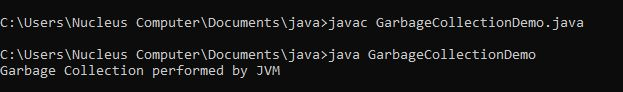 C:\Users\Nucleus Computer\Documents\java>javac GarbageCollectionDemo.java
C:\Users\Nucleus Computer\Documents\java>java GarbageCollectionDemo
Garbage Collection performed by JVM